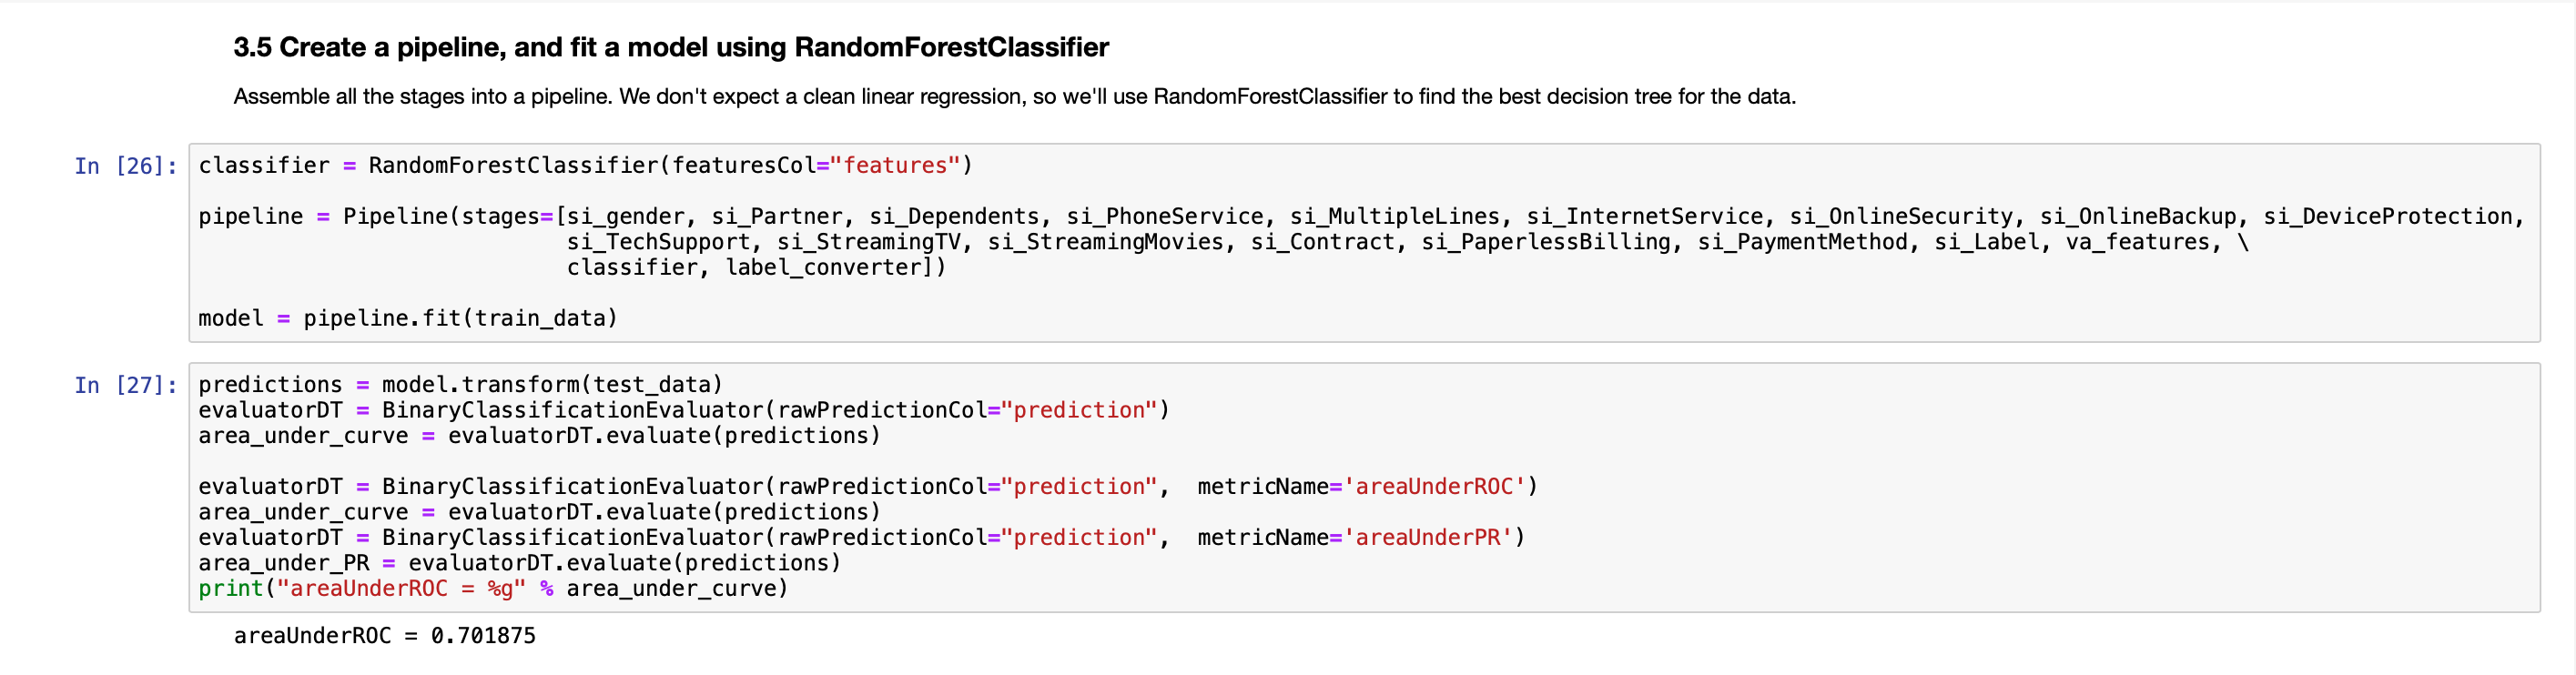 3.5 Create a pipeline, and fit a model using RandomForestClassifier
Assemble all the stages into a pipeline. We don't expect a clean linear regression, so we'll use RandomForestClassifier to find the best decision tree for the data.
In [26]: classifier = RandomForestClassifier(featuresCol="features")
pipeline = Pipeline(stages=[si_gender, si_Partner, si_Dependents, si_PhoneService, si_MultipleLines, si_InternetService, si_OnlineSecurity, si_OnlineBackup, si_DeviceProtection,
si_TechSupport, si_StreamingTV, si_StreamingMovies, si_Contract, si_PaperlessBilling, si_PaymentMethod, si_Label, va_features, \
classifier, label_converter])
model = pipeline.fit(train_data)
In [27]: predictions = model.transform(test_data)
evaluatorDT = BinaryClassificationEvaluator(rawPredictionCol="prediction")
area_under_curve = evaluatorDT.evaluate(predictions)
evaluatorDT = BinaryClassificationEvaluator(rawPredictionCol="prediction",  metricName='areaUnderROC')
area_under_curve = evaluatorDT.evaluate(predictions)
evaluatorDT = BinaryClassificationEvaluator(rawPredictionCol="prediction",  metricName='areaUnderPR')
area_under_PR = evaluatorDT.evaluate(predictions)
print("areaUnderROC = %g" % area_under_curve)
areaUnderROC = 0.701875